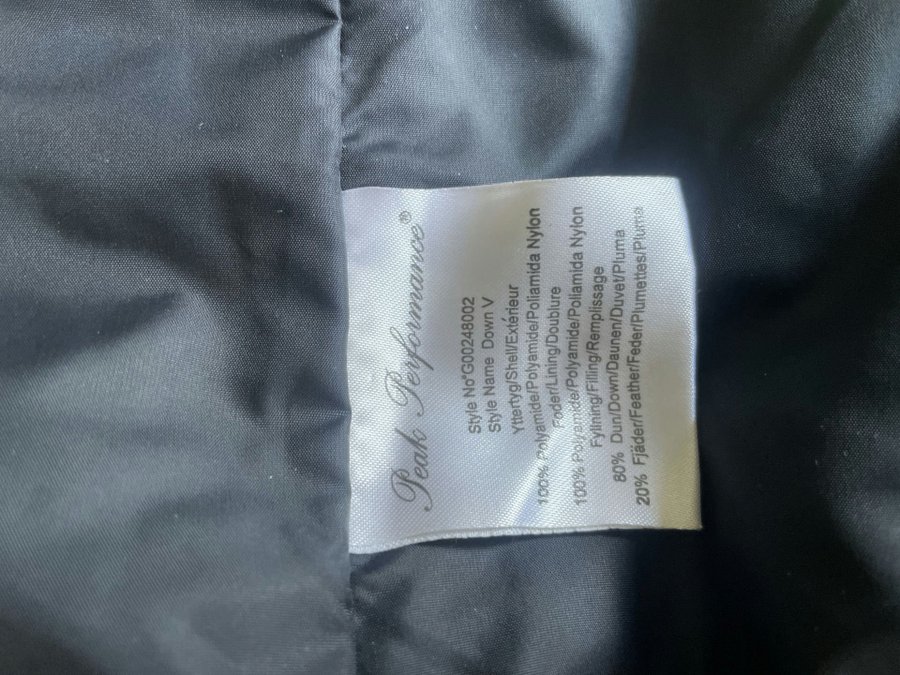 Peak Performance®
Style No°G00248002
Style Name Down V
Yttertyg/Shell/Extérieur
100% Polyamide/Polyamide/Poliamida Nylon
Foder/Lining/Doublure
100% Polyamide/Polyamide/Poliamida Nylon
Fyllning/Filling/Remplissage
80% Dun/Down/Daunen/Duvet/Pluma
20% Fjäder/Feather/Feder/Plumettes/Pluma